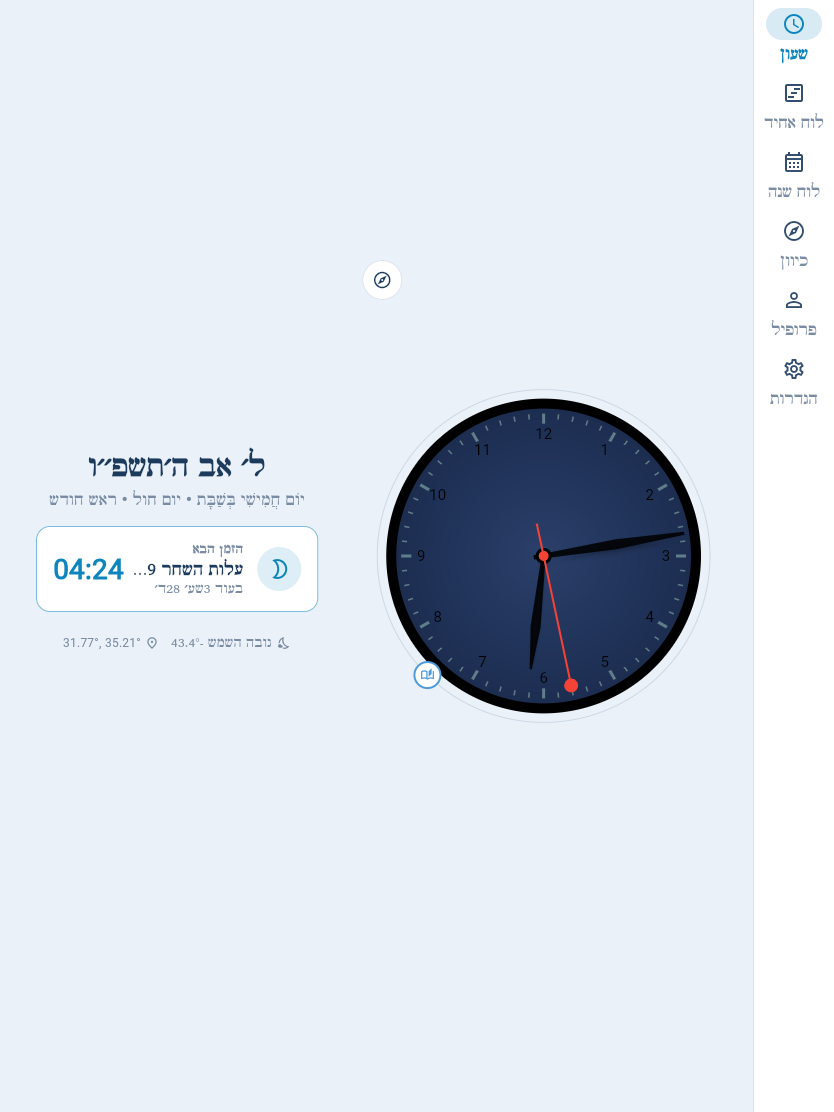 שעון
לוח אחיד
לוח שנה
כיוון
פרופיל
הגדרות
12
1
2
3
4
5
6
7
8
9
10
11
ל׳ אב ה׳תשפ״ו
יוֹם חֲמִישִׁי בְּשַׁבָּת • יום חול • ראש חודש
הזמן הבא
עלות השחר 9...
בעוד 3שע׳ 28ד׳
04:24
גובה השמש -43.4°
31.77°, 35.21°